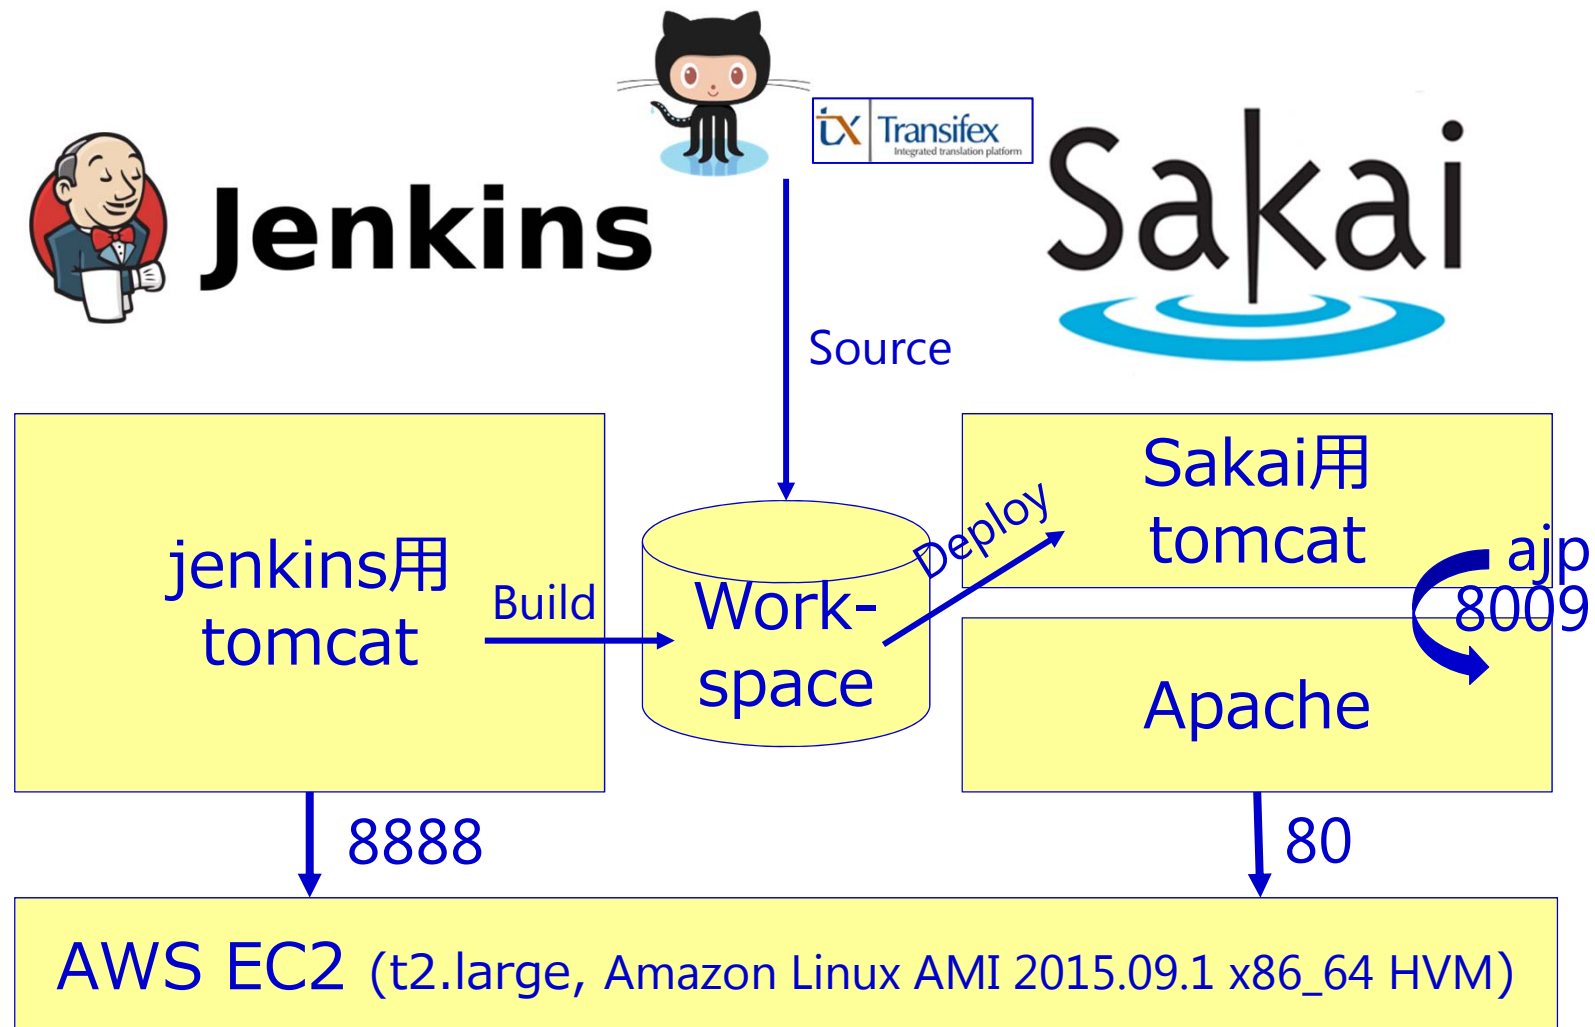 tx Transifex
Integrated translation platform
Jenkins
Sakai
Source
jenkins用
tomcat
Build
Work-
space
Deploy
Sakai用
tomcat
ajp
8009
Apache
8888
80
AWS EC2 (t2.large, Amazon Linux AMI 2015.09.1 x86_64 HVM)